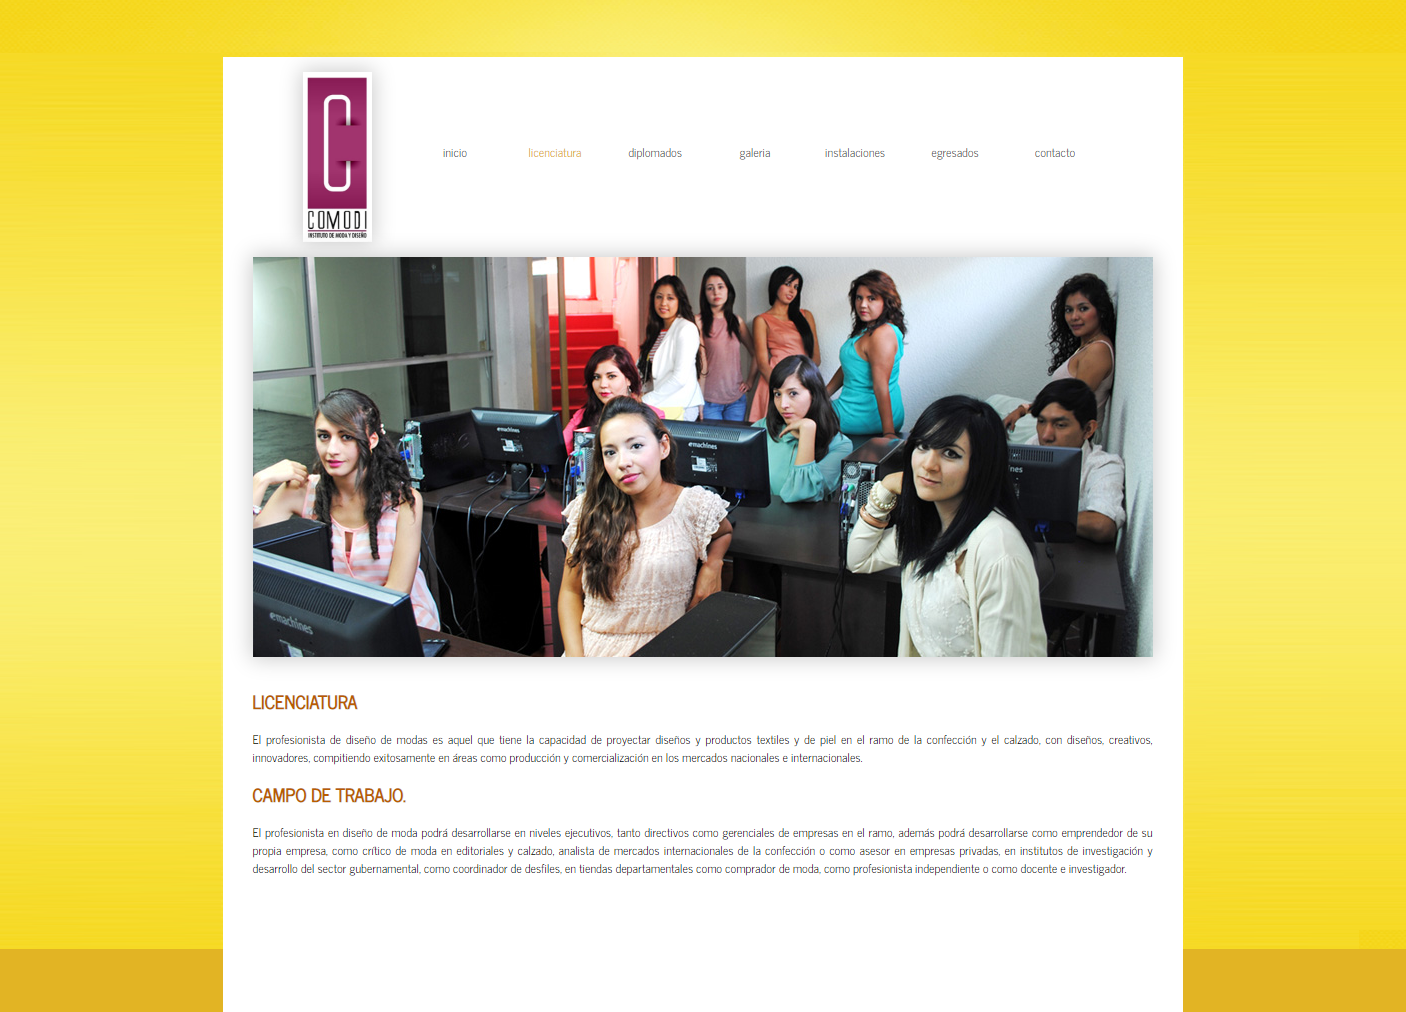 COMODI
INSTITUTO DE MODA Y DISEÑO
inicio licenciatura diplomados galeria instalaciones egresados contacto
emachines
emachines
machines
emachines
LICENCIATURA
El profesionista de diseño de modas es aquel que tiene la capacidad de proyectar diseños y productos textiles y de piel en el ramo de la confección y el calzado, con diseños, creativos,
innovadores, compitiendo exitosamente en áreas como producción y comercialización en los mercados nacionales e internacionales.
CAMPO DE TRABAJO.
El profesionista en diseño de moda podrá desarrollarse en niveles ejecutivos, tanto directivos como gerenciales de empresas en el ramo, además podrá desarrollarse como emprendedor de su
propia empresa, como crítico de moda en editoriales y calzado, analista de mercados internacionales de la confección o como asesor en empresas privadas, en institutos de investigación y
desarrollo del sector gubernamental, como coordinador de desfiles, en tiendas departamentales como comprador de moda, como profesionista independiente o como docente e investigador.